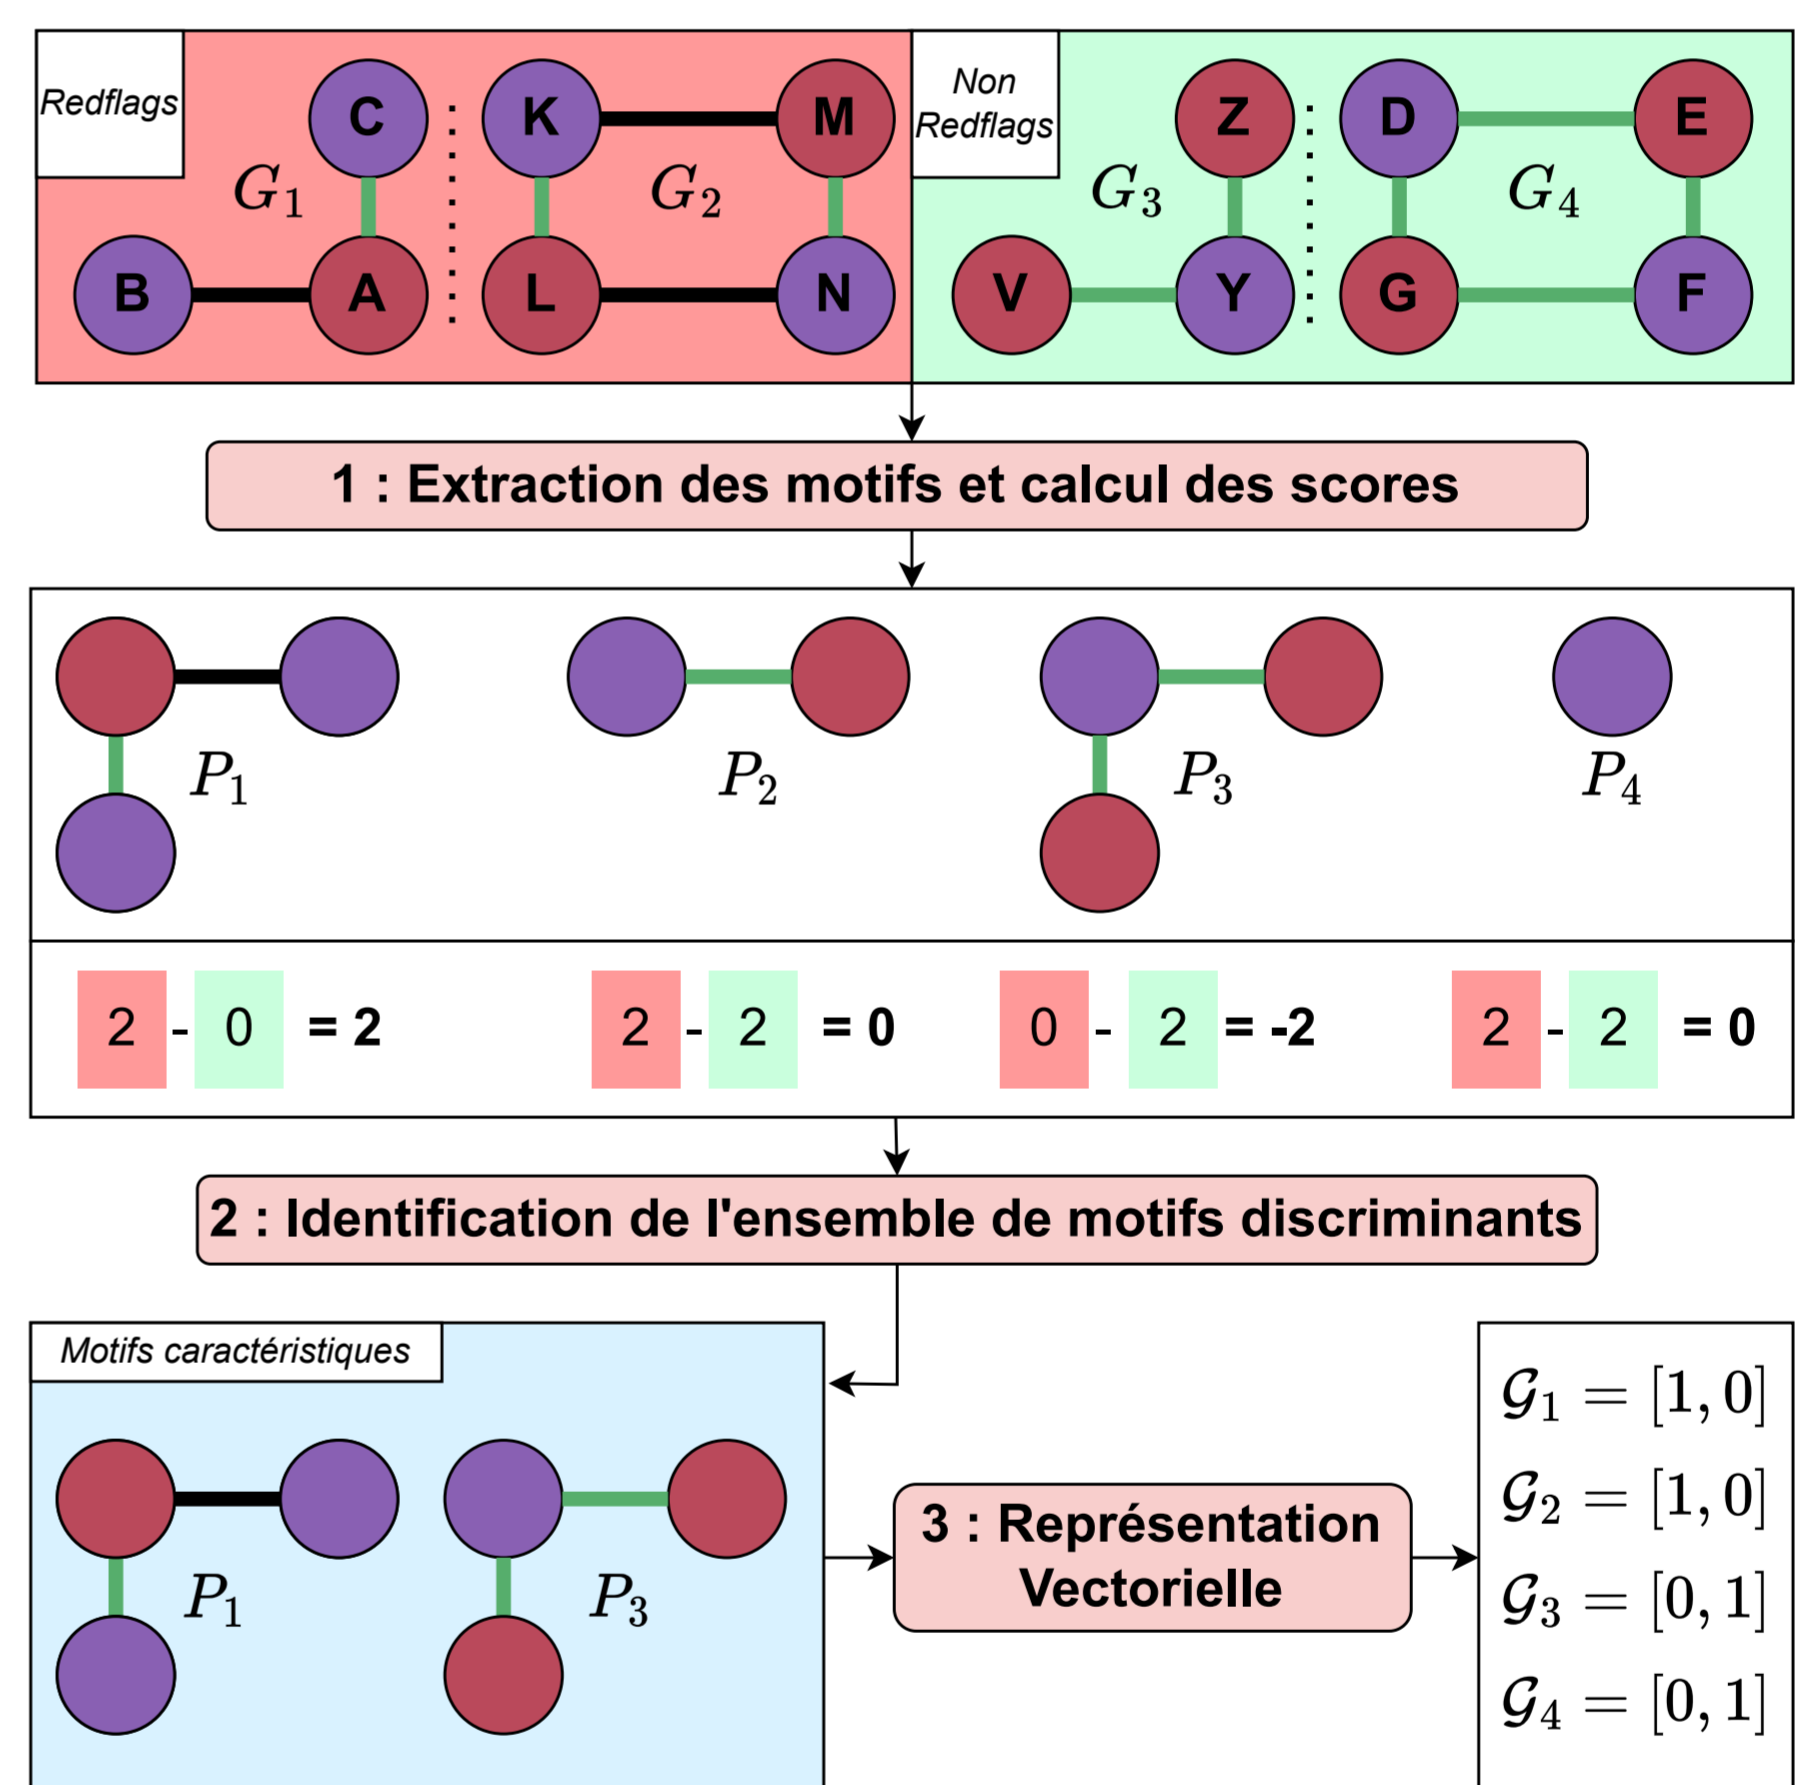 Redflags
C
K
M
G1
G2
B
A
L
N
Non
Redflags
Z
D
E
G3
G4
V
Y
G
F
1 : Extraction des motifs et calcul des scores
P1
P2
P3
P4
2 - 0 = 2
2 - 2 = 0
0 - 2 = -2
2 - 2 = 0
2 : Identification de l'ensemble de motifs discriminants
Motifs caractéristiques
P1
P3
3 : Représentation
Vectorielle
𝒢1 = [1, 0]
𝒢2 = [1, 0]
𝒢3 = [0, 1]
𝒢4 = [0, 1]